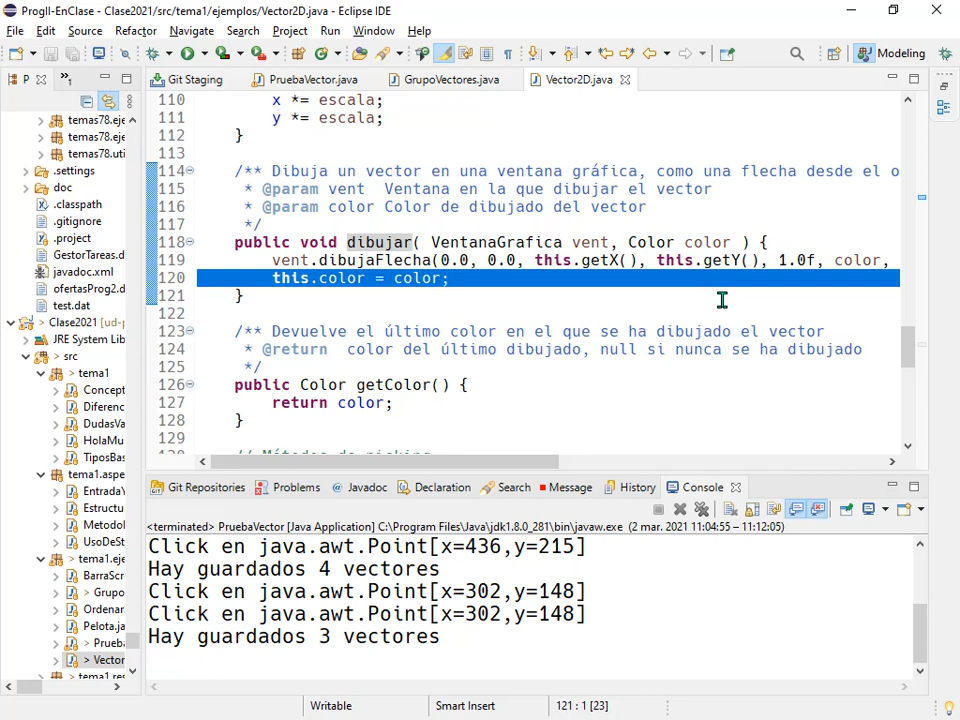 ProgII-EnClase - Clase2021/src/tema1/ejemplos/Vector2D.java - Eclipse IDE
File Edit Source Refactor Navigate Search Project Run Window Help
Modeling
P
1
Git Staging PruebaVector.java GrupoVectores.java Vector2D.java
temas78.eje
temas78.eje
temas78.uti
.settings
doc
.classpath
.gitignore
.project
GestorTareas.d
javadoc.xml
ofertasProg2.d
test.dat
Clase2021 [ud-p
JRE System Lib
> src
> tema1
Concept
Diferenc
DudasVa
HolaMu
TiposBas
tema1.aspe
EntradaY
Estructu
Metodol
UsoDeSt
tema1.eje
BarraScr
> Grupo
Ordenar
Pelota.ja
> Prueba
> Vector
110 x *= escala;
111 y *= escala;
112 }
113
114 /** Dibuja un vector en una ventana gráfica, como una flecha desde el o
115 * @param vent  Ventana en la que dibujar el vector
116 * @param color Color de dibujado del vector
117 */
118 public void dibujar( VentanaGrafica vent, Color color ) {
119 vent.dibujaFlecha(0.0, 0.0, this.getX(), this.getY(), 1.0f, color,
120 this.color = color;
121 }
122
123 /** Devuelve el último color en el que se ha dibujado el vector
124 * @return  color del último dibujado, null si nunca se ha dibujado
125 */
126 public Color getColor() {
127 return color;
128 }
129
Git Repositories Problems @ Javadoc Declaration Search Message History Console
<terminated> PruebaVector [Java Application] C:\Program Files\Java\jdk1.8.0_281\bin\javaw.exe (2 mar. 2021 11:04:55 – 11:12:05)
Click en java.awt.Point[x=436,y=215]
Hay guardados 4 vectores
Click en java.awt.Point[x=302,y=148]
Click en java.awt.Point[x=302,y=148]
Hay guardados 3 vectores
Writable Smart Insert 121 : 1 [23]